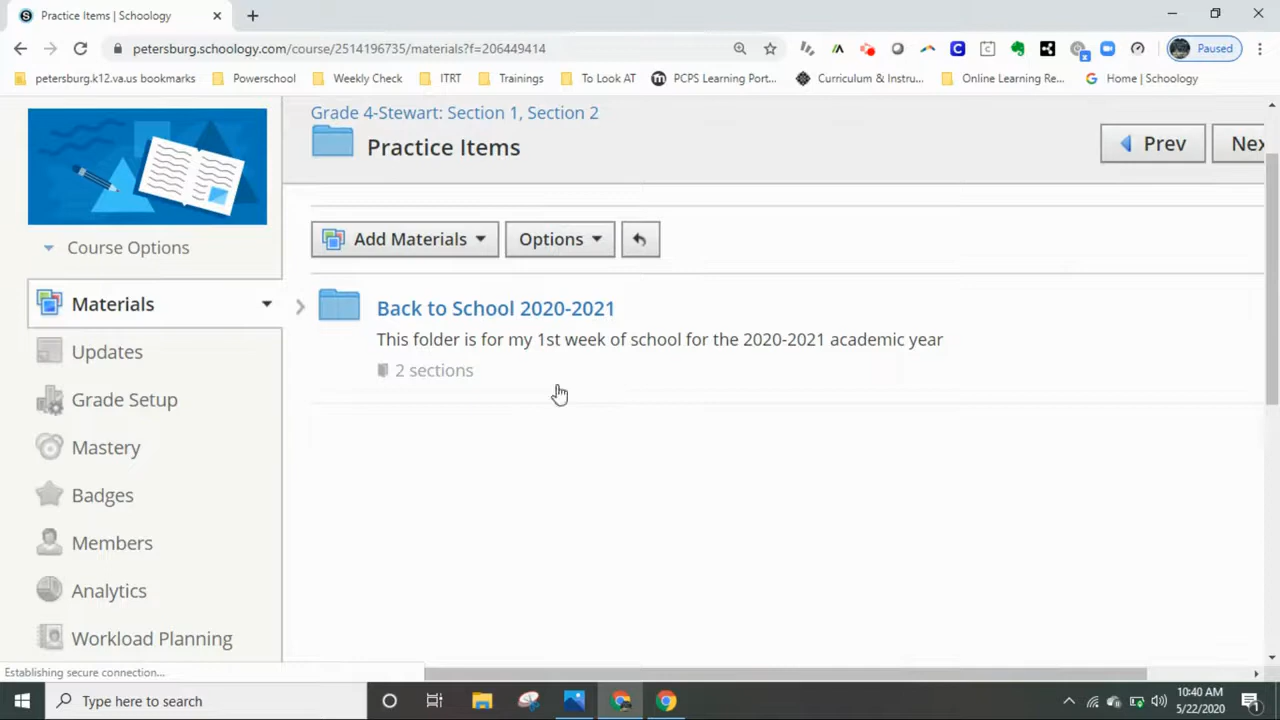 Practice Items | Schoology
petersburg.schoology.com/course/2514196735/materials?f=206449414
Paused
petersburg.k12.va.us bookmarks
Powerschool
Weekly Check
ITRT
Trainings
To Look AT
PCPS Learning Port...
Curriculum & Instru...
Online Learning Re...
Home | Schoology
Grade 4-Stewart: Section 1, Section 2
Practice Items
Prev
Nex
Course Options
Add Materials
Options
Materials
Back to School 2020-2021
This folder is for my 1st week of school for the 2020-2021 academic year
2 sections
Updates
Grade Setup
Mastery
Badges
Members
Analytics
Workload Planning
Establishing secure connection...
Type here to search
10:40 AM
5/22/2020